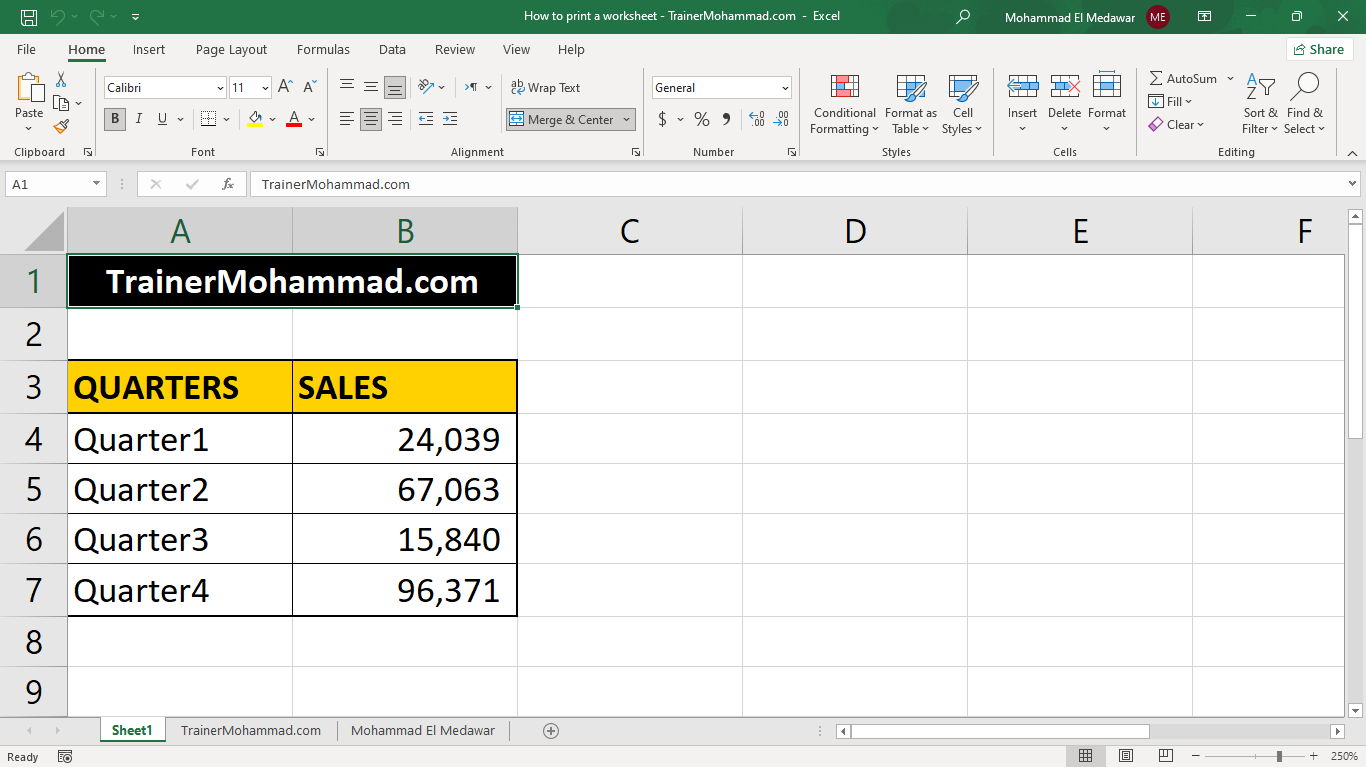 How to print a worksheet - TrainerMohammad.com - Excel
Mohammad El Medawar ME
File Home Insert Page Layout Formulas Data Review View Help Share
Paste
Calibri 11
B I U A
Wrap Text
Merge & Center
General
$ % 9 .00 .0
Conditional Formatting
Format as Table
Cell Styles
Insert Delete Format
AutoSum
Fill
Clear
Sort & Filter
Find & Select
Clipboard Font Alignment Number Styles Cells Editing
A1 fx TrainerMohammad.com
A B C D E F
1 TrainerMohammad.com
2
3 QUARTERS SALES
4 Quarter1 24,039
5 Quarter2 67,063
6 Quarter3 15,840
7 Quarter4 96,371
8
9
Sheet1 TrainerMohammad.com Mohammad El Medawar
Ready 250%